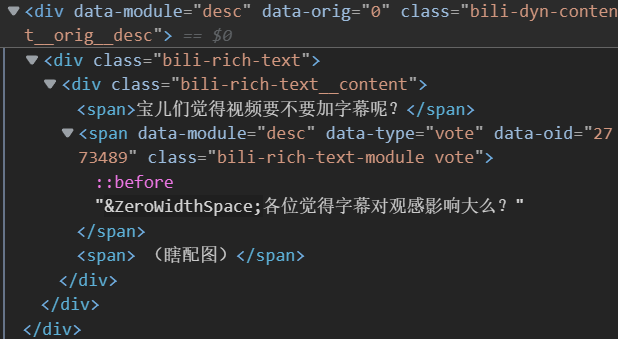 <div data-module="desc" data-orig="0" class="bili-dyn-conten
t__orig__desc"> == $0
<div class="bili-rich-text">
<div class="bili-rich-text__content">
<span>宝儿们觉得视频要不要加字幕呢？</span>
<span data-module="desc" data-type="vote" data-oid="27
73489" class="bili-rich-text-module vote">
::before
"&ZeroWidthSpace;各位觉得字幕对观感影响大么？"
</span>
<span> （瞎配图）</span>
</div>
</div>
</div>